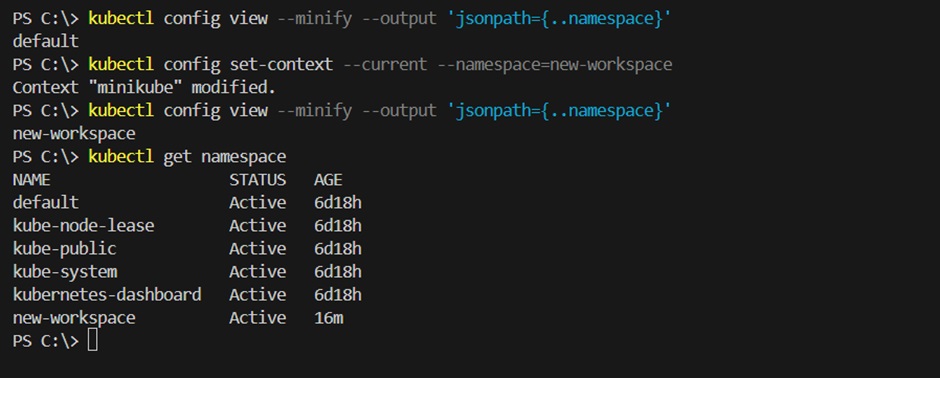 PS C:\> kubectl config view --minify --output 'jsonpath={..namespace}'
default
PS C:\> kubectl config set-context --current --namespace=new-workspace
Context "minikube" modified.
PS C:\> kubectl config view --minify --output 'jsonpath={..namespace}'
new-workspace
PS C:\> kubectl get namespace
NAME                   STATUS   AGE
default                Active   6d18h
kube-node-lease        Active   6d18h
kube-public            Active   6d18h
kube-system            Active   6d18h
kubernetes-dashboard   Active   6d18h
new-workspace          Active   16m
PS C:\>